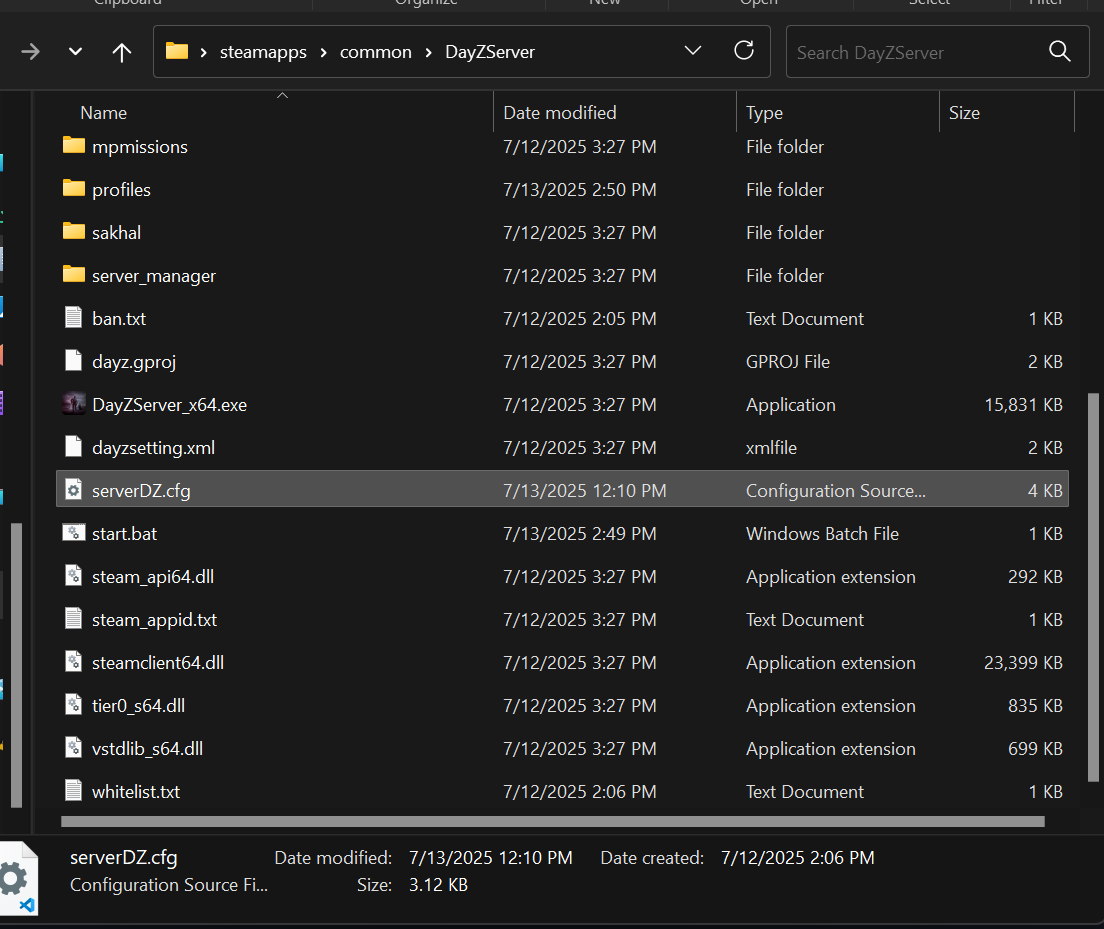 Clipboard Organize New Open Select Filter
steamapps > common > DayZServer
Search DayZServer
Name Date modified Type Size
mpmissions 7/12/2025 3:27 PM File folder
profiles 7/13/2025 2:50 PM File folder
sakhal 7/12/2025 3:27 PM File folder
server_manager 7/12/2025 3:27 PM File folder
ban.txt 7/12/2025 2:05 PM Text Document 1 KB
dayz.gproj 7/12/2025 3:27 PM GPROJ File 2 KB
DayZServer_x64.exe 7/12/2025 3:27 PM Application 15,831 KB
dayzsetting.xml 7/12/2025 3:27 PM xmlfile 2 KB
serverDZ.cfg 7/13/2025 12:10 PM Configuration Source... 4 KB
start.bat 7/13/2025 2:49 PM Windows Batch File 1 KB
steam_api64.dll 7/12/2025 3:27 PM Application extension 292 KB
steam_appid.txt 7/12/2025 3:27 PM Text Document 1 KB
steamclient64.dll 7/12/2025 3:27 PM Application extension 23,399 KB
tier0_s64.dll 7/12/2025 3:27 PM Application extension 835 KB
vstdlib_s64.dll 7/12/2025 3:27 PM Application extension 699 KB
whitelist.txt 7/12/2025 2:06 PM Text Document 1 KB
serverDZ.cfg Date modified: 7/13/2025 12:10 PM Date created: 7/12/2025 2:06 PM
Configuration Source Fi... Size: 3.12 KB